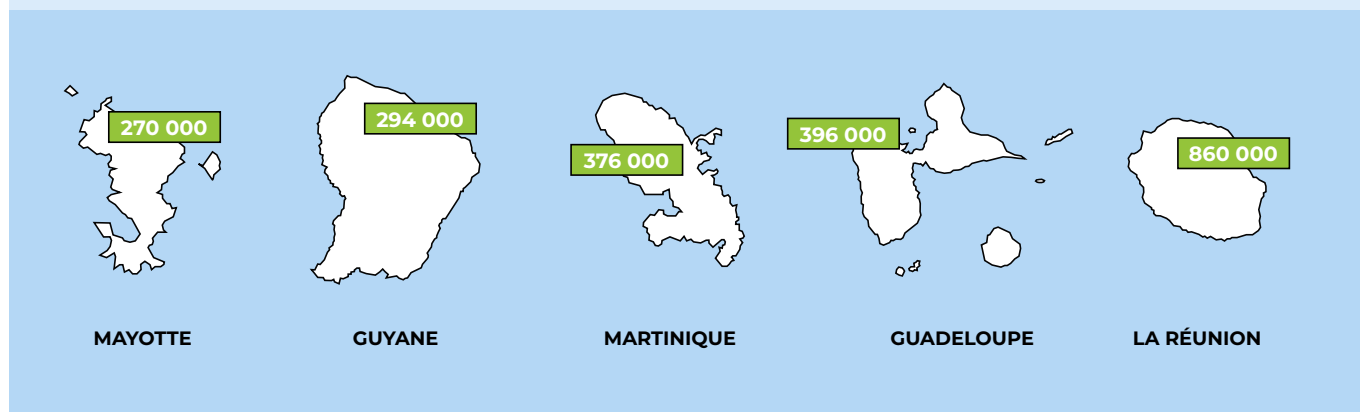 270 000
294 000
376 000
396 000
860 000
MAYOTTE
GUYANE
MARTINIQUE
GUADELOUPE
LA RÉUNION